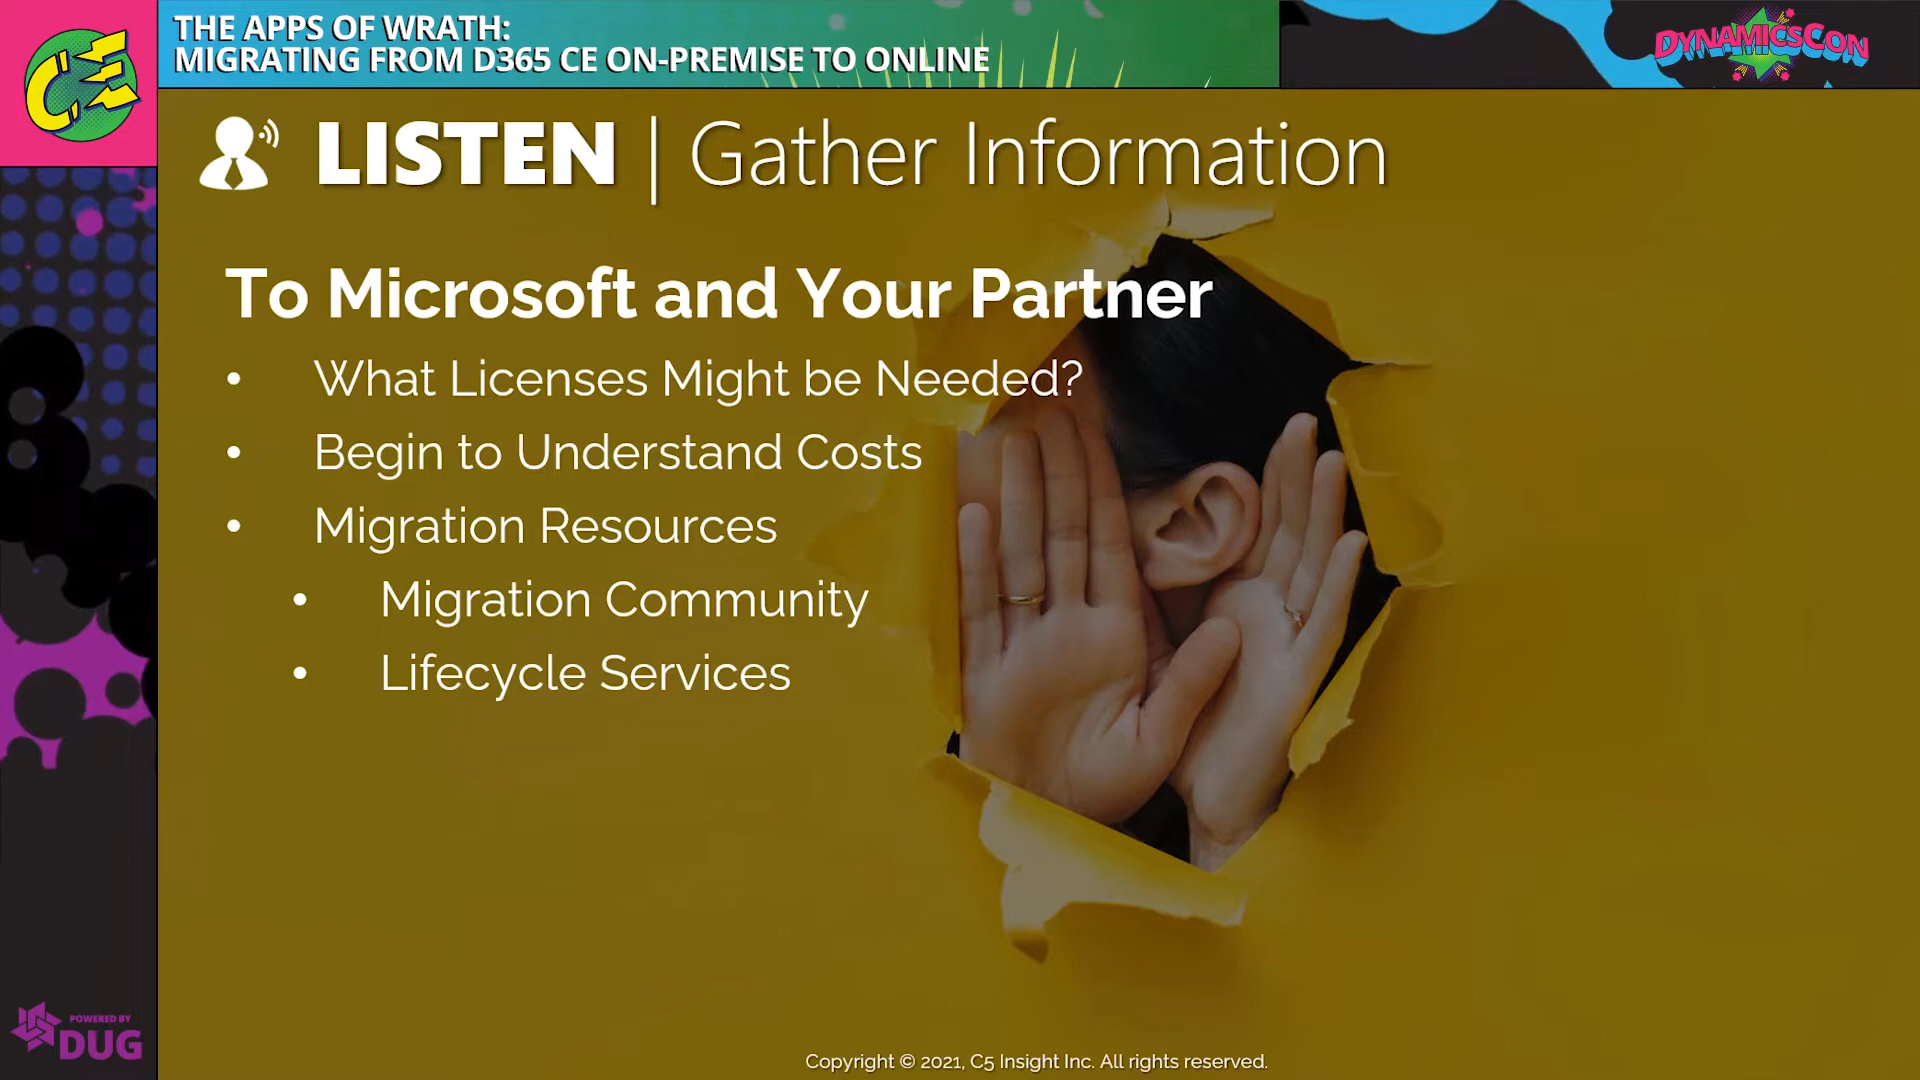 CE
THE APPS OF WRATH:
MIGRATING FROM D365 CE ON-PREMISE TO ONLINE
DYNAMICSCON
LISTEN | Gather Information
To Microsoft and Your Partner
• What Licenses Might be Needed?
• Begin to Understand Costs
• Migration Resources
• Migration Community
• Lifecycle Services
POWERED BY
DUG
Copyright © 2021, C5 Insight Inc. All rights reserved.